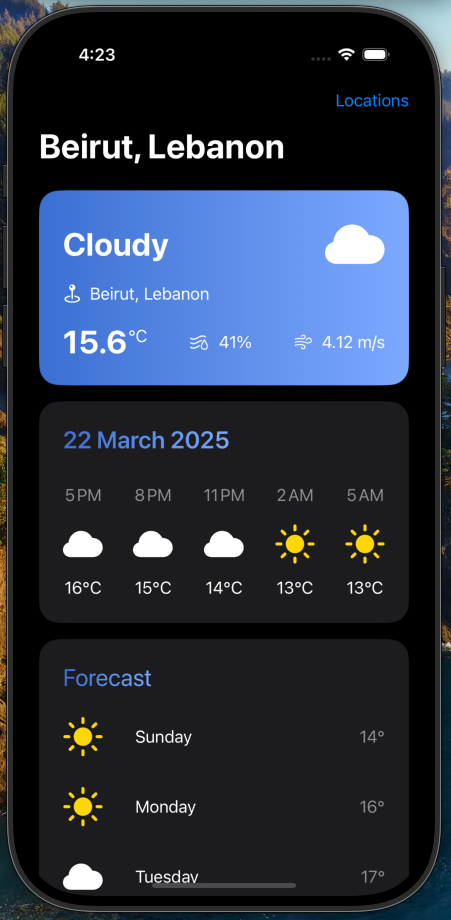 4:23
Locations
Beirut, Lebanon
Cloudy
Beirut, Lebanon
15.6°C 41% 4.12 m/s
22 March 2025
5 PM 8 PM 11 PM 2 AM 5 AM
16°C 15°C 14°C 13°C 13°C
Forecast
Sunday 14°
Monday 16°
Tuesday 17°